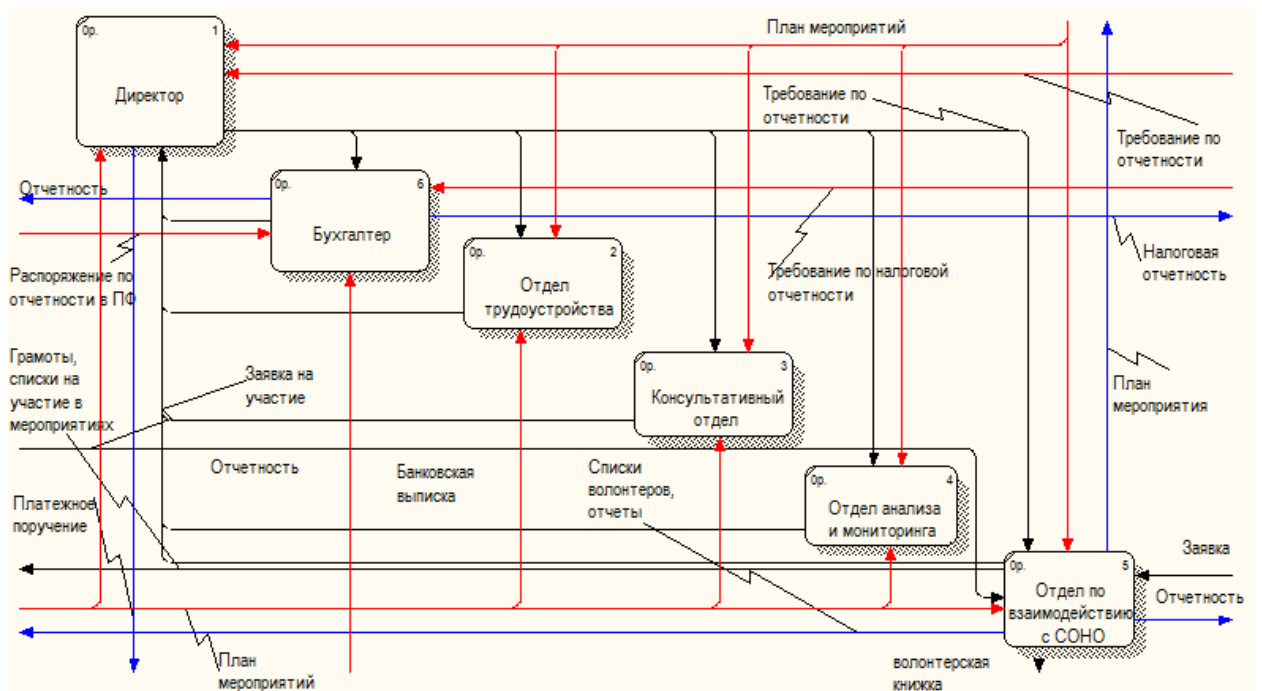 0р. 1
Директор
План мероприятий
Требование по
отчетности
Требование по
отчетности
Отчетность
0р. 6
Бухгалтер
Распоряжение по
отчетности в ПФ
0р. 2
Отдел
трудоустройства
Требование по налоговой
отчетности
Налоговая
отчетность
Грамоты,
списки на
участие в
мероприятиях
Заявка на
участие
0р. 3
Консультативный
отдел
План
мероприятия
Отчетность
Банковская
выписка
Списки
волонтеров,
отчеты
0р. 4
Отдел анализа
и мониторинга
Платежное
поручение
Заявка
0р. 5
Отдел по
взаимодействию
с СОНО
Отчетность
План
мероприятий
волонтерская
книжка